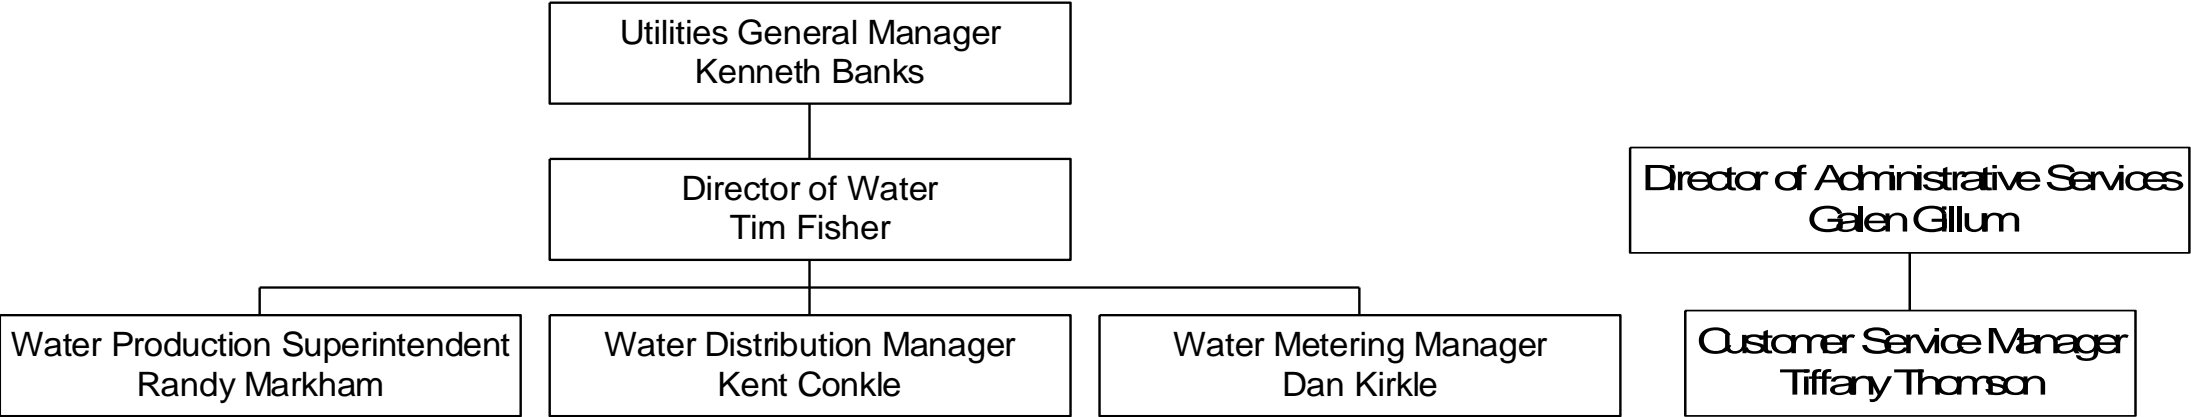 Utilities General Manager
Kenneth Banks
Director of Water
Tim Fisher
Director of Administrative Services
Galen Gillum
Water Production Superintendent
Randy Markham
Water Distribution Manager
Kent Conkle
Water Metering Manager
Dan Kirkle
Customer Service Manager
Tiffany Thomson